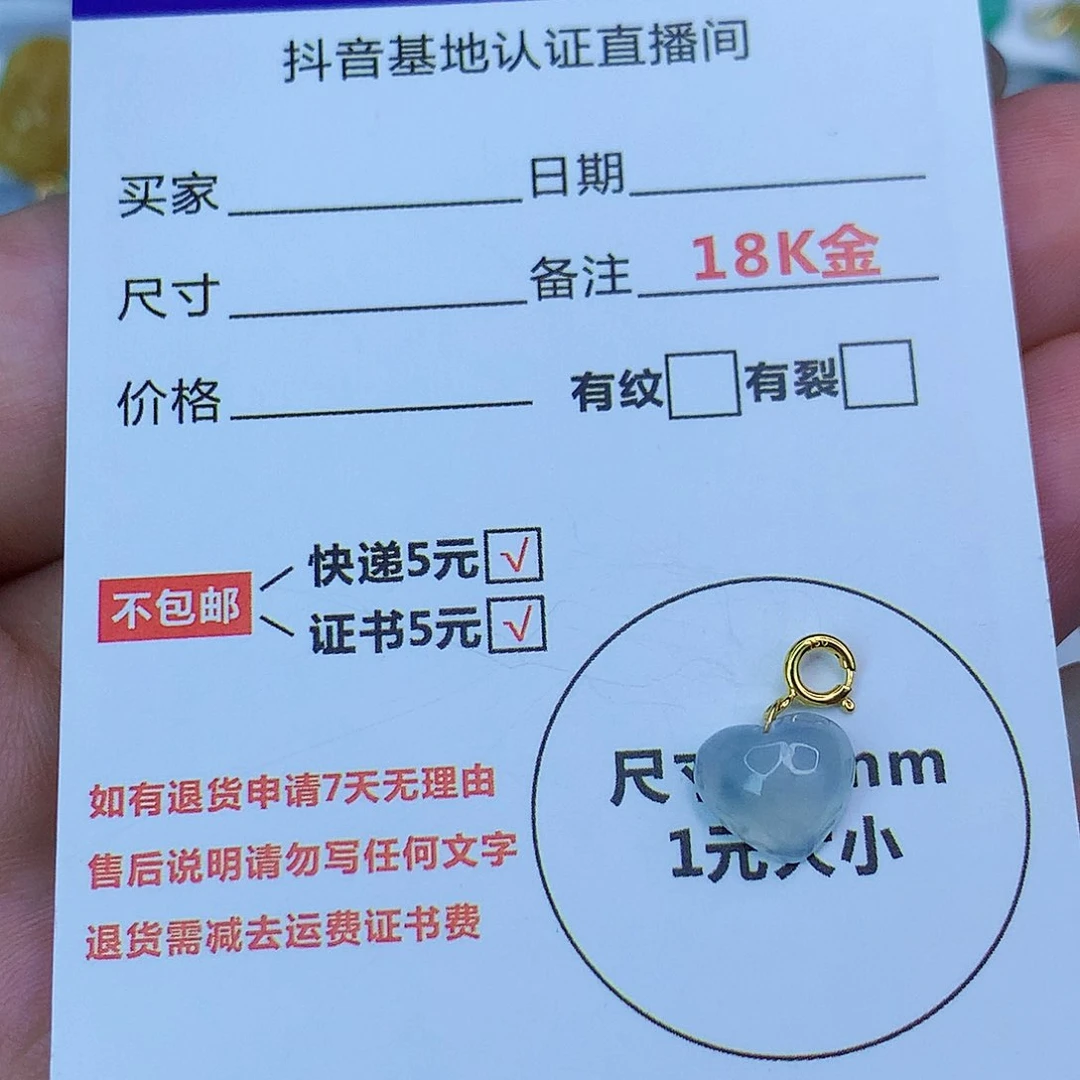 抖音基地认证直播间
买家 日期
尺寸 备注 18K金
价格 有纹 有裂
不包邮
快递5元 √
证书5元 √
如有退货申请7天无理由
售后说明请勿写任何文字
退货需减去运费证书费
尺寸 mm
1元大小